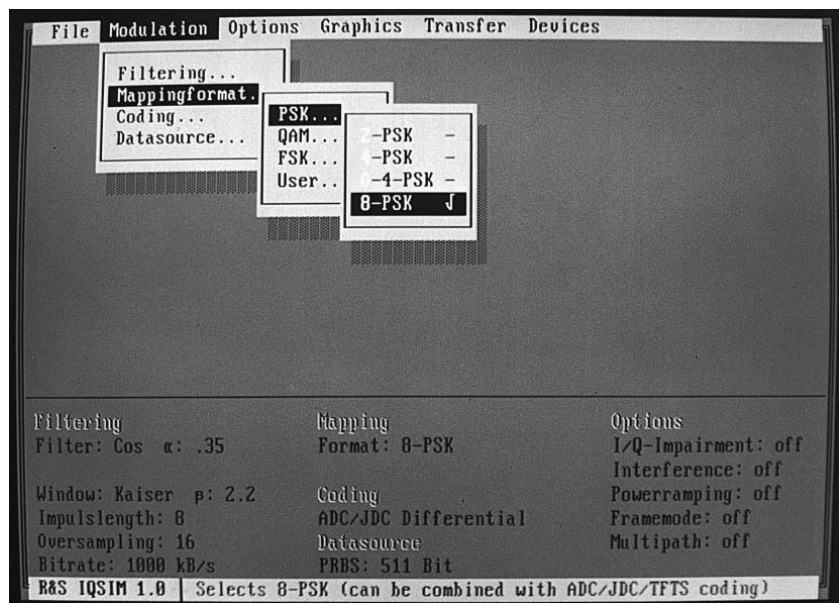 File Modulation Options Graphics Transfer Devices
Filtering...
Mappingformat.
Coding...
Datasource...
PSK...
QAM...
FSK...
User..
-PSK -
-PSK -
-4-PSK -
8-PSK √
Filtering
Filter: Cos α: .35
Window: Kaiser β: 2.2
Impulslength: 8
Oversampling: 16
Bitrate: 1000 kB/s
Mapping
Format: 8-PSK
Coding
ADC/JDC Differential
Datasource
PRBS: 511 Bit
Options
I/Q-Impairment: off
Interference: off
Powerramping: off
Framemode: off
Multipath: off
R&S IQSIM 1.0 Selects 8-PSK (can be combined with ADC/JDC/TFTS coding)